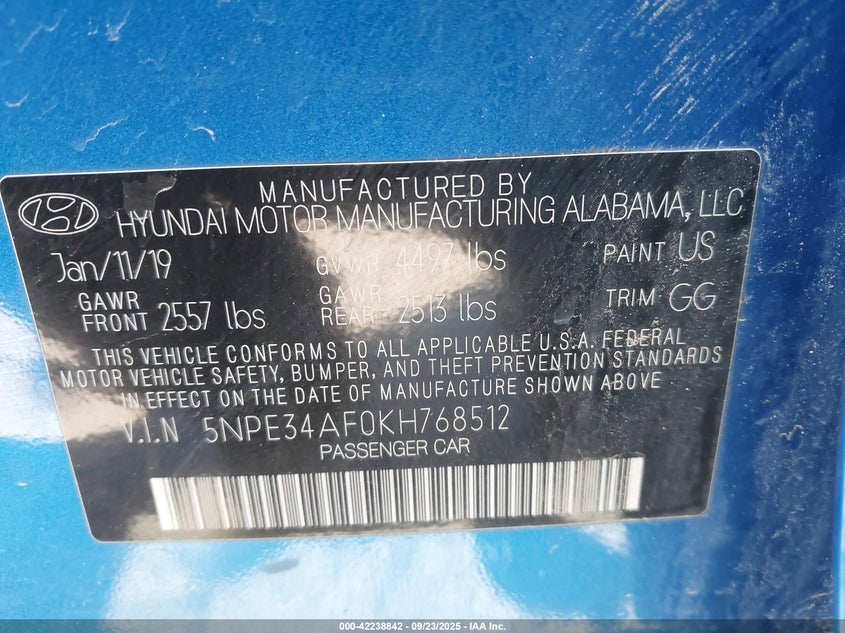 MANUFACTURED BY
HYUNDAI MOTOR MANUFACTURING ALABAMA, LLC
Jan/11/19 GVWR 4497 lbs PAINT US
GAWR FRONT 2557 lbs GAWR REAR 2513 lbs TRIM GG
THIS VEHICLE CONFORMS TO ALL APPLICABLE U.S.A. FEDERAL
MOTOR VEHICLE SAFETY, BUMPER, AND THEFT PREVENTION STANDARDS
IN EFFECT ON THE DATE OF MANUFACTURE SHOWN ABOVE
V.I.N 5NPE34AF0KH768512
PASSENGER CAR
000-42238842 - 09/23/2025 - IAA Inc.